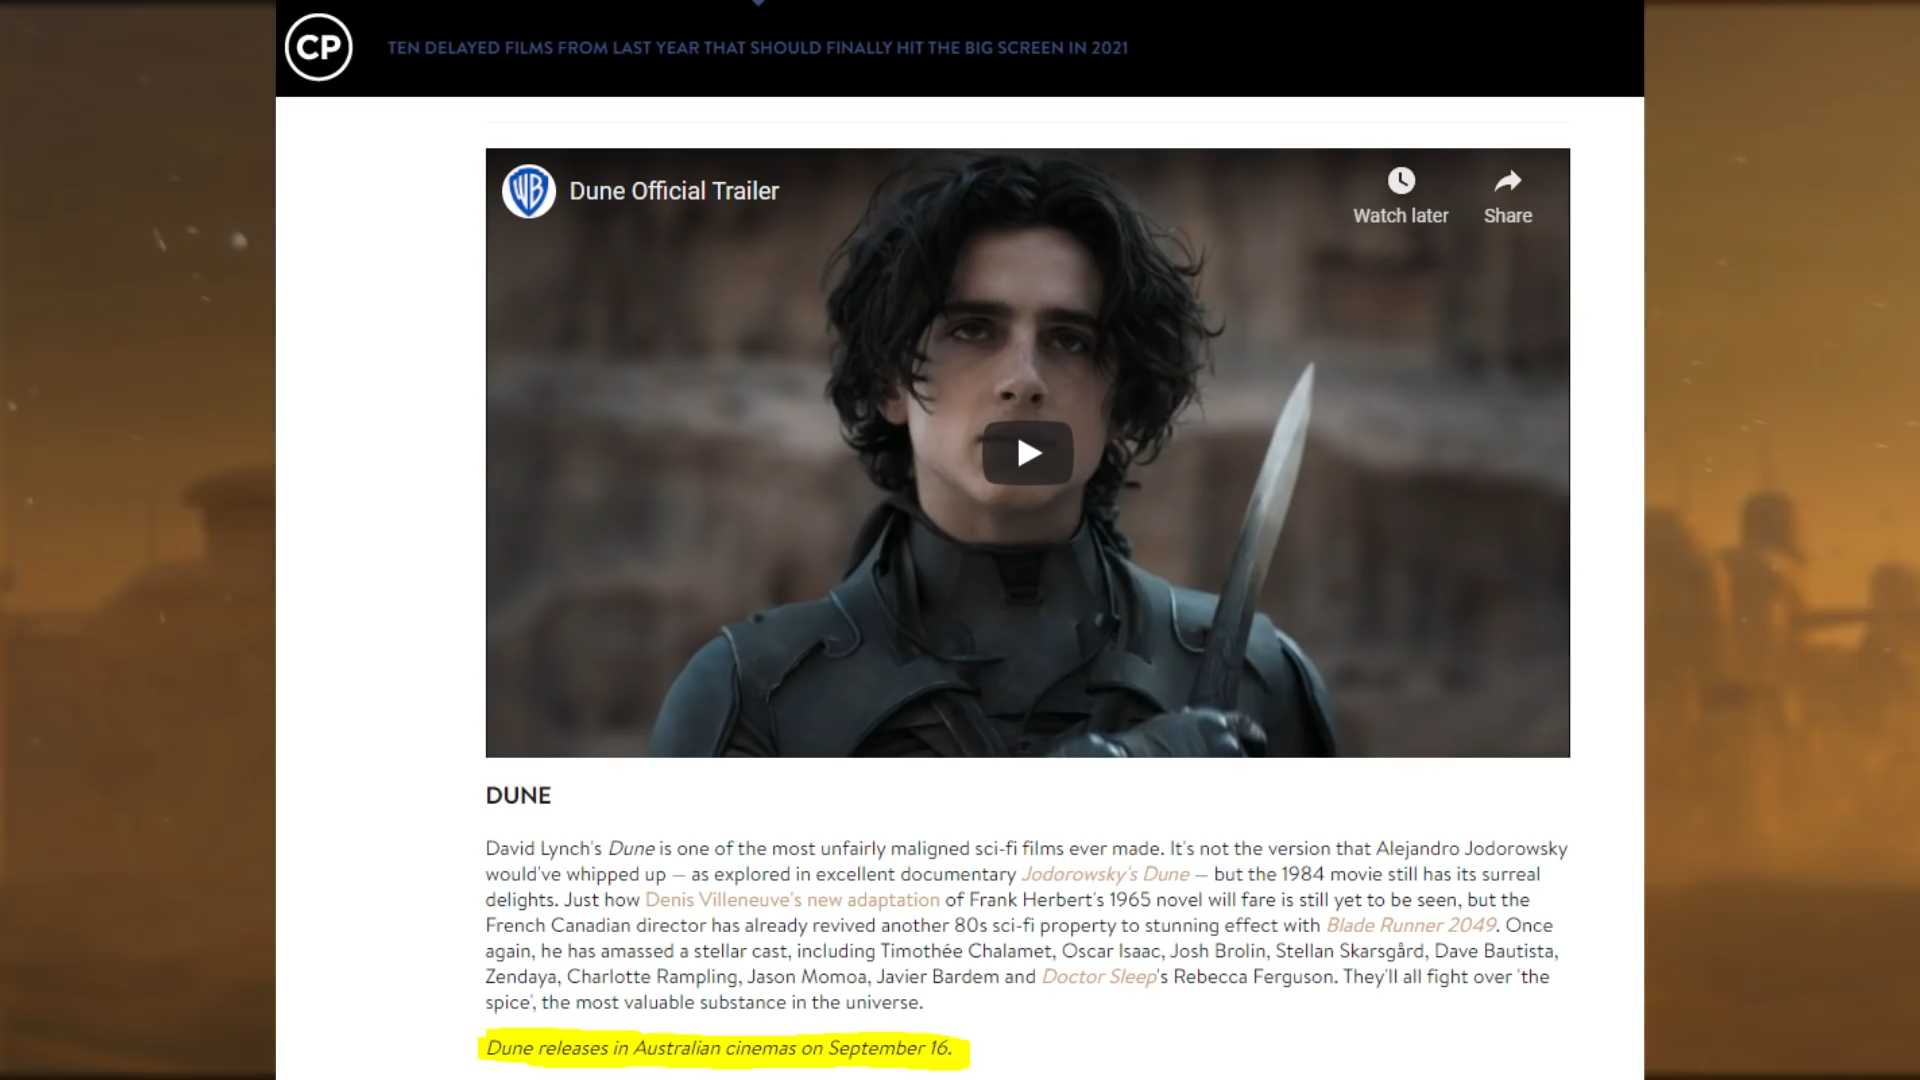 CP
TEN DELAYED FILMS FROM LAST YEAR THAT SHOULD FINALLY HIT THE BIG SCREEN IN 2021
WB
Dune Official Trailer
Watch later
Share
DUNE
David Lynch's Dune is one of the most unfairly maligned sci-fi films ever made. It's not the version that Alejandro Jodorowsky
would've whipped up — as explored in excellent documentary Jodorowsky's Dune — but the 1984 movie still has its surreal
delights. Just how Denis Villeneuve's new adaptation of Frank Herbert's 1965 novel will fare is still yet to be seen, but the
French Canadian director has already revived another 80s sci-fi property to stunning effect with Blade Runner 2049. Once
again, he has amassed a stellar cast, including Timothée Chalamet, Oscar Isaac, Josh Brolin, Stellan Skarsgård, Dave Bautista,
Zendaya, Charlotte Rampling, Jason Momoa, Javier Bardem and Doctor Sleep's Rebecca Ferguson. They'll all fight over 'the
spice', the most valuable substance in the universe.
Dune releases in Australian cinemas on September 16.